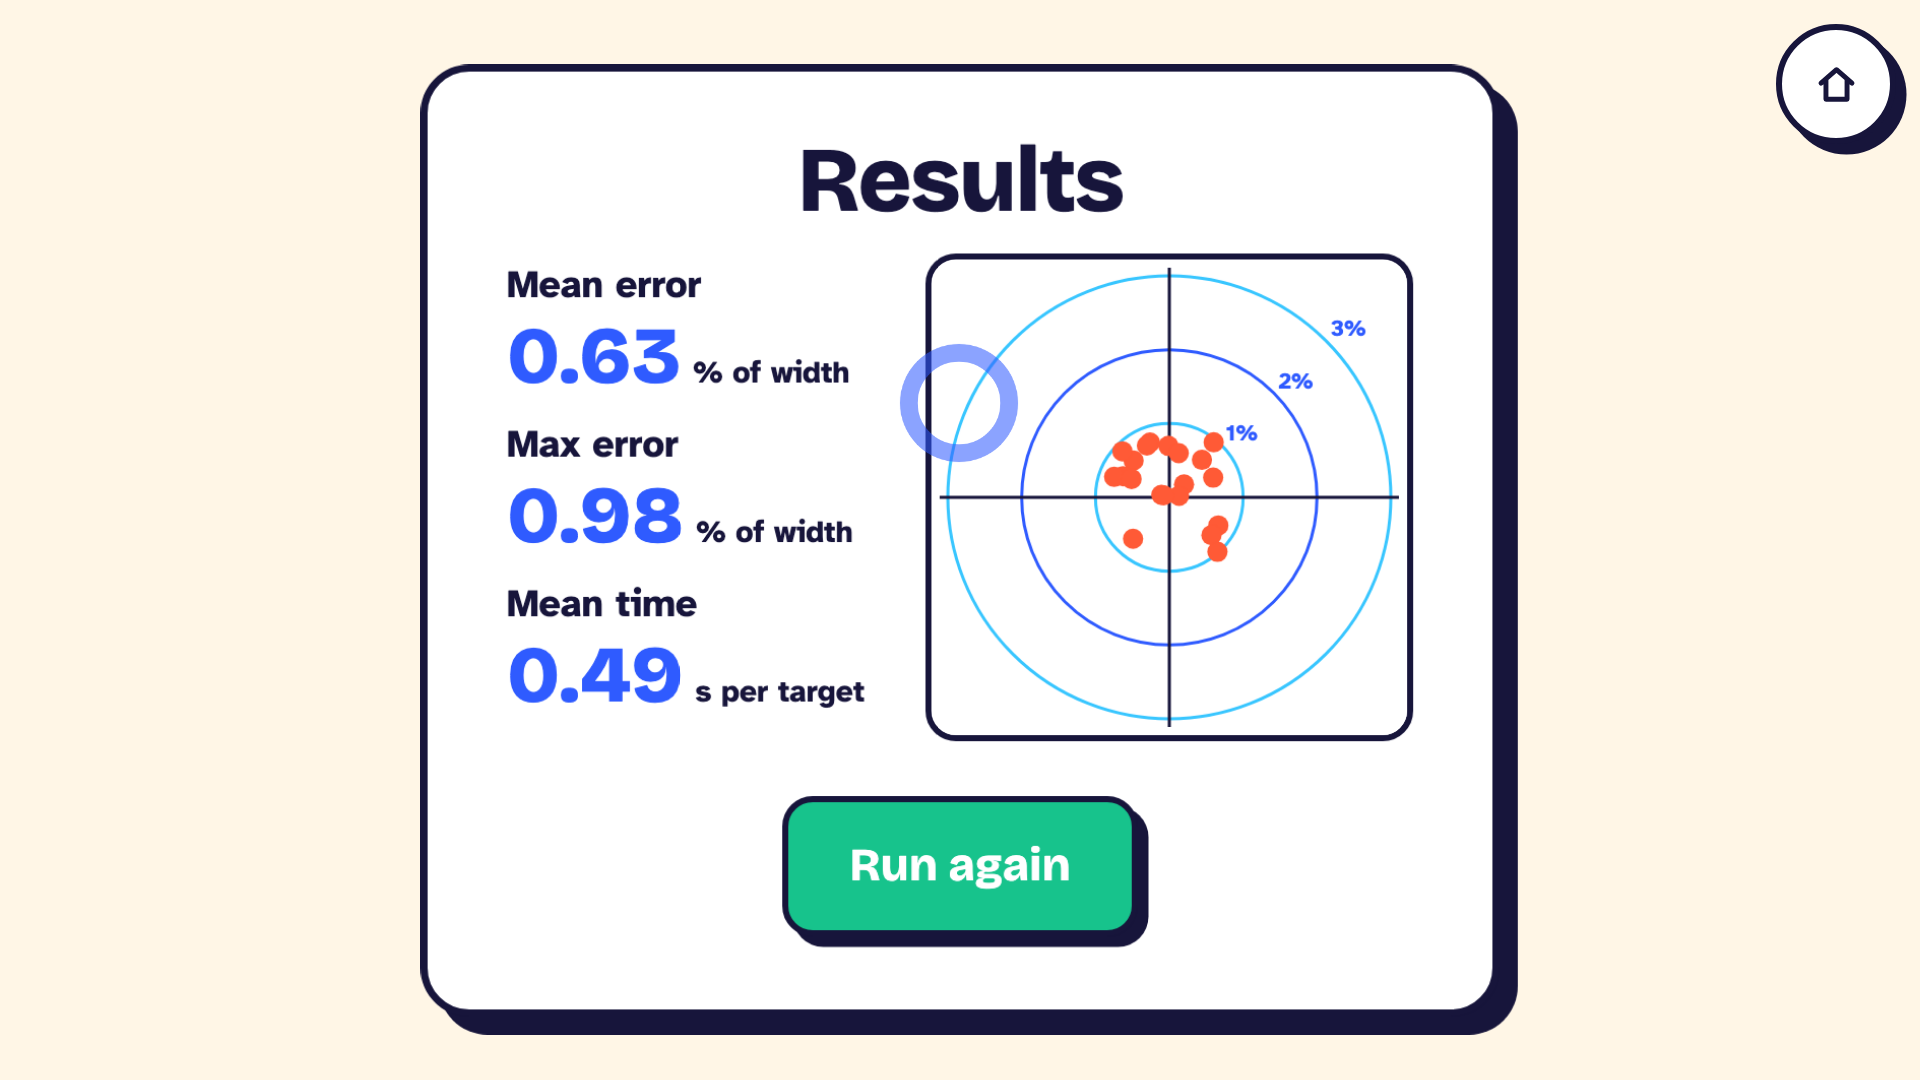 Results
Mean error
0.63 % of width
Max error
0.98 % of width
Mean time
0.49 s per target
3%
2%
1%
Run again